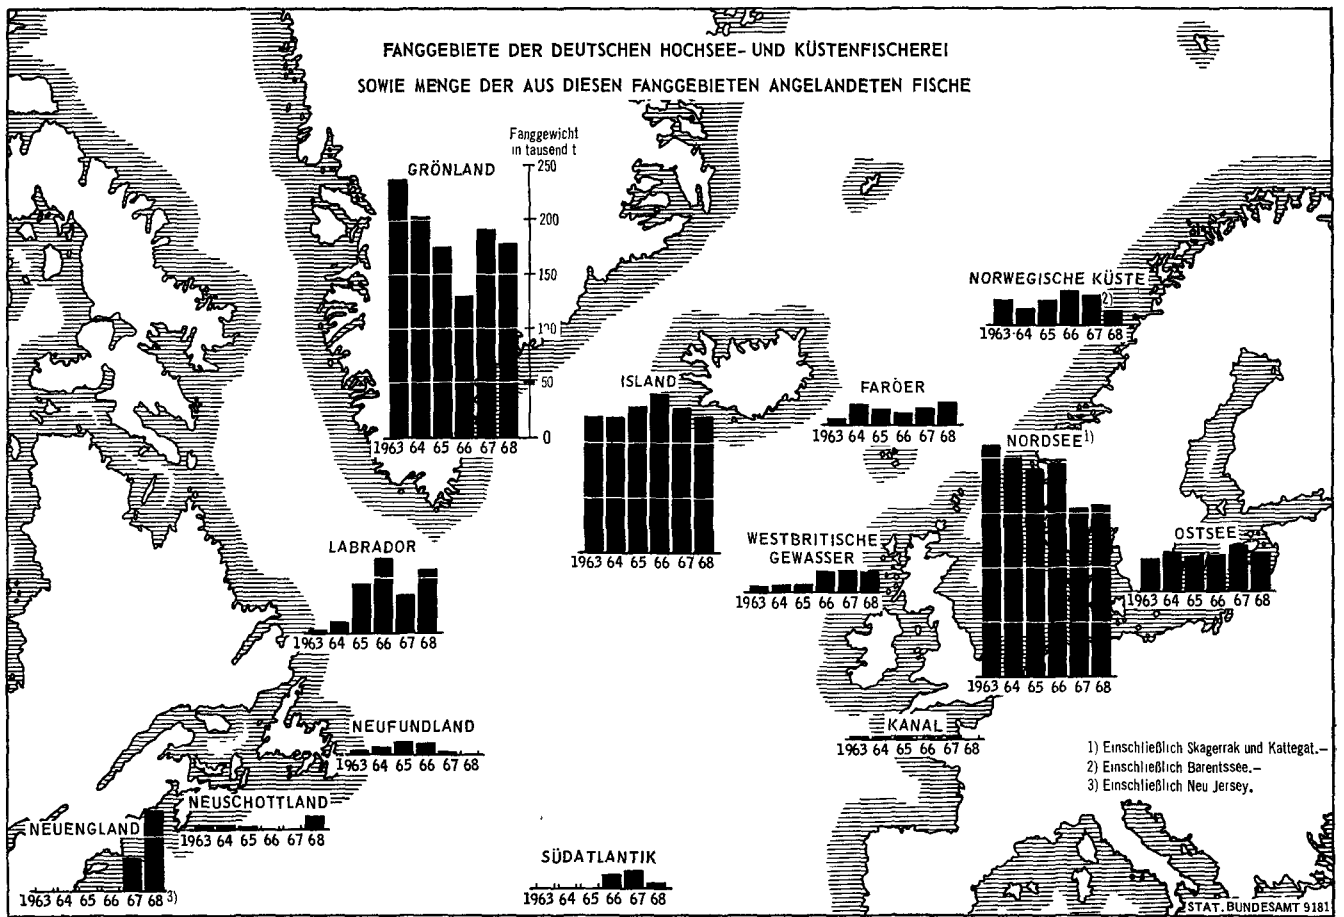 FANGGEBIETE DER DEUTSCHEN HOCHSEE- UND KÜSTENFISCHEREI
SOWIE MENGE DER AUS DIESEN FANGGEBIETEN ANGELANDETEN FISCHE
Fanggewicht
in tausend t
250
200
150
100
50
0
GRÖNLAND
1963 64 65 66 67 68
NORWEGISCHE KÜSTE
2)
1963 64 65 66 67 68
ISLAND
1963 64 65 66 67 68
FARÖER
1963 64 65 66 67 68
NORDSEE 1)
1963 64 65 66 67 68
LABRADOR
1963 64 65 66 67 68
WESTBRITISCHE
GEWASSER
1963 64 65 66 67 68
OSTSEE
1963 64 65 66 67 68
NEUFUNDLAND
1963 64 65 66 67 68
KANAL
1963 64 65 66 67 68
NEUSCHOTTLAND
1963 64 65 66 67 68
NEUENGLAND
1963 64 65 66 67 68 3)
SÜDATLANTIK
1963 64 65 66 67 68
1) Einschließlich Skagerrak und Kattegat.–
2) Einschließlich Barentssee.–
3) Einschließlich Neu Jersey.
STAT. BUNDESAMT 9181